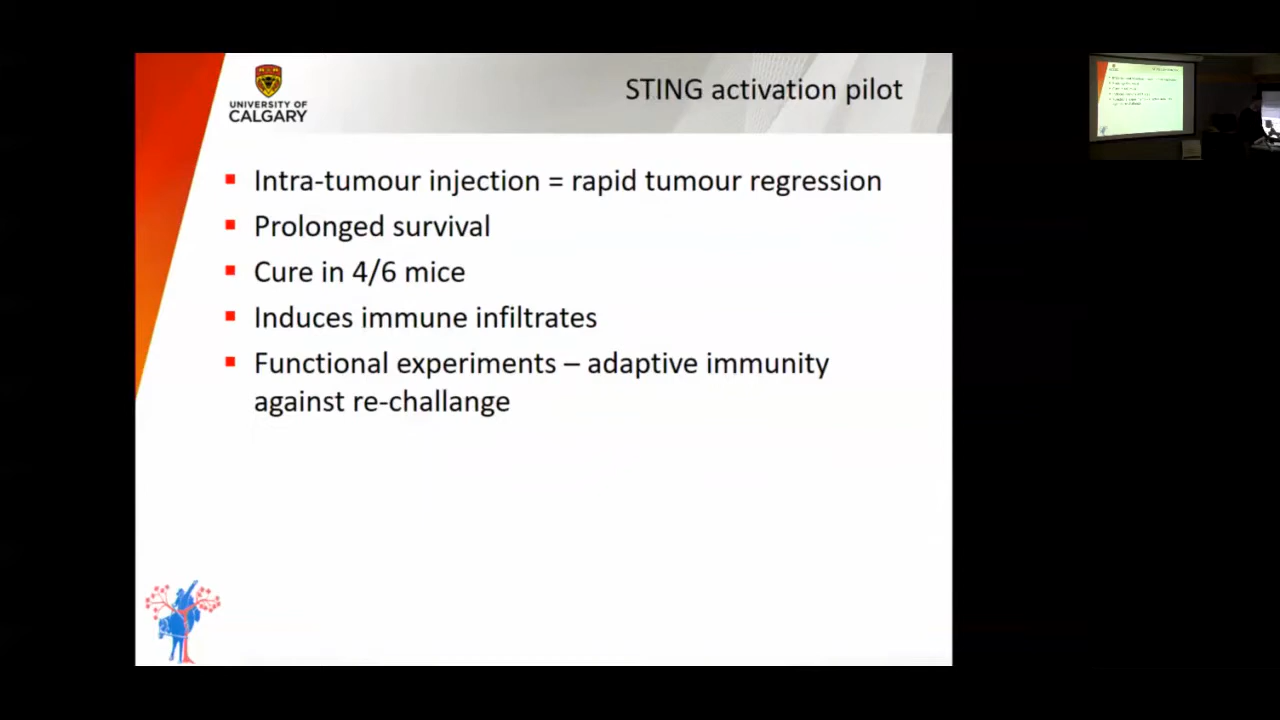 UNIVERSITY OF
CALGARY
STING activation pilot
Intra-tumour injection = rapid tumour regression
Prolonged survival
Cure in 4/6 mice
Induces immune infiltrates
Functional experiments – adaptive immunity
against re-challange